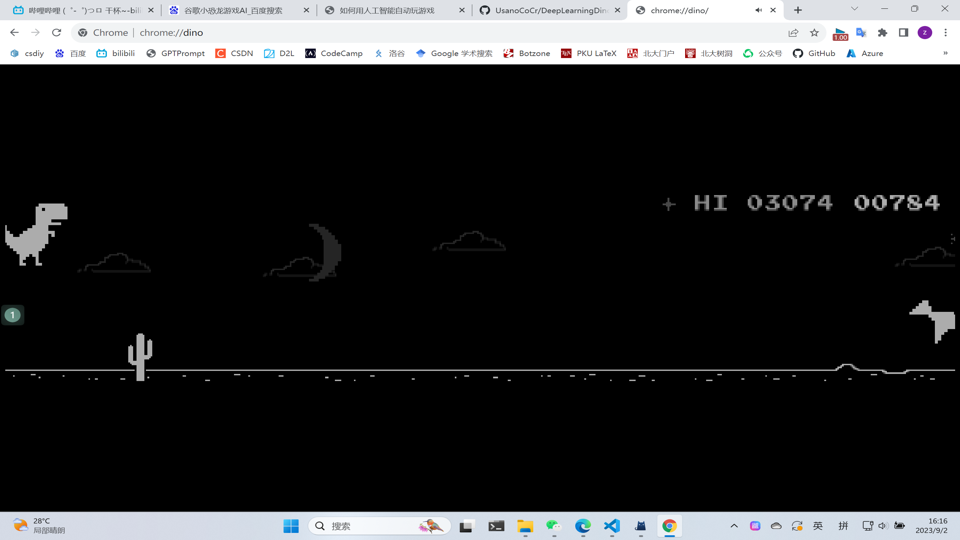 哔哩哔哩 (゜-゜)つロ 干杯~-bili
谷歌小恐龙游戏AI_百度搜索
如何用人工智能自动玩游戏
UsanoCoCr/DeepLearningDin
chrome://dino/
Chrome | chrome://dino
1.00
z
csdiy
百度
bilibili
GPTPrompt
CSDN
D2L
CodeCamp
洛谷
Google 学术搜索
Botzone
PKU LaTeX
北大门户
北大树洞
公众号
GitHub
Azure
»
HI 03074 00784
1
28°C
局部晴朗
搜索
英
拼
16:16
2023/9/2